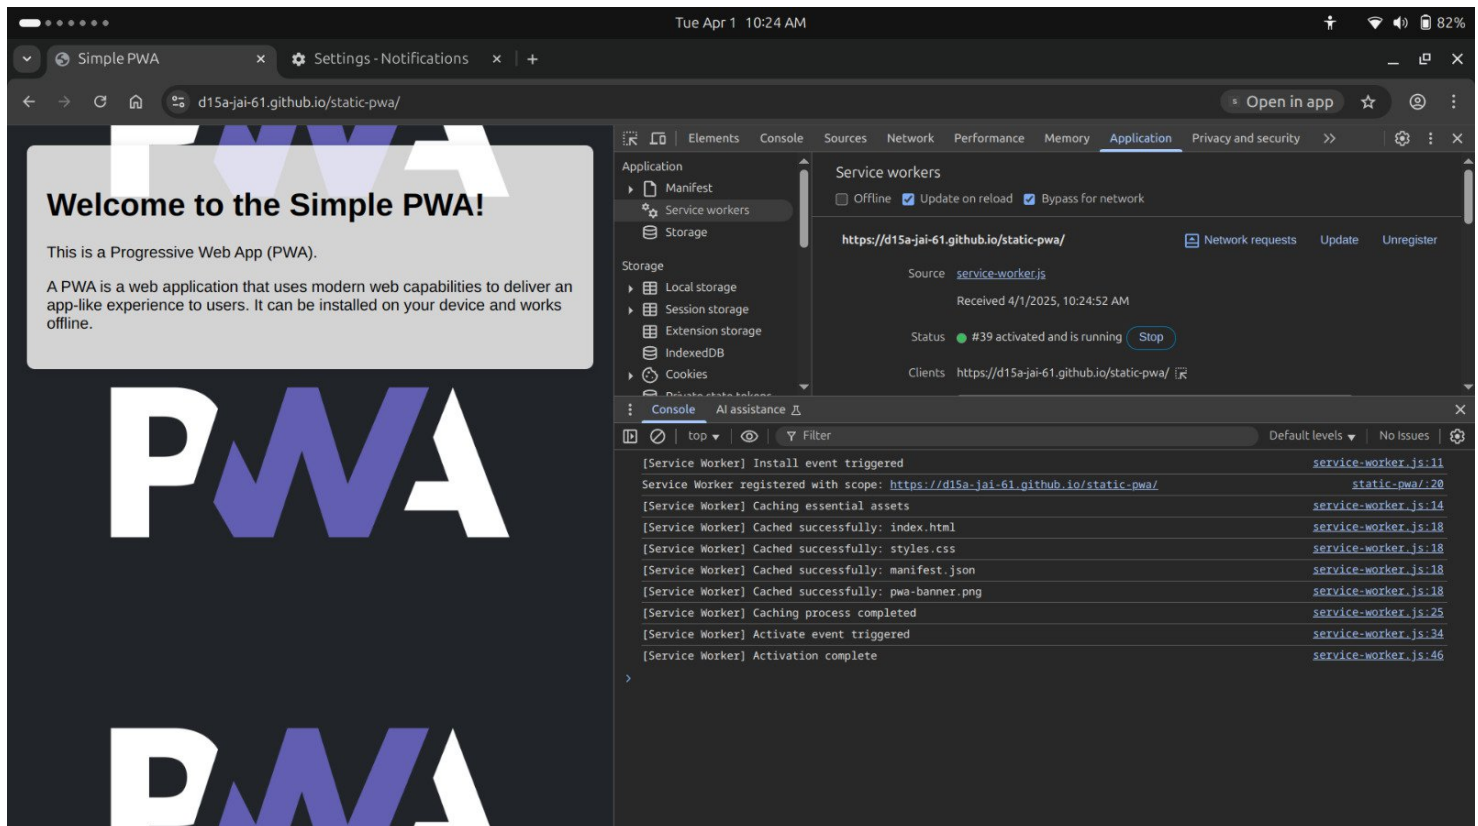 Tue Apr 1 10:24 AM
82%
Simple PWA
Settings - Notifications
d15a-jai-61.github.io/static-pwa/
Open in app
PWA
Welcome to the Simple PWA!
This is a Progressive Web App (PWA).
A PWA is a web application that uses modern web capabilities to deliver an
app-like experience to users. It can be installed on your device and works
offline.
PWA
PWA
Elements Console Sources Network Performance Memory Application Privacy and security
Application
Manifest
Service workers
Storage
Storage
Local storage
Session storage
Extension storage
IndexedDB
Cookies
Private state tokens
Service workers
Offline Update on reload Bypass for network
https://d15a-jai-61.github.io/static-pwa/ Network requests Update Unregister
Source service-worker.js
Received 4/1/2025, 10:24:52 AM
Status #39 activated and is running Stop
Clients https://d15a-jai-61.github.io/static-pwa/
Console AI assistance
top Filter Default levels No Issues
[Service Worker] Install event triggered service-worker.js:11
Service Worker registered with scope: https://d15a-jai-61.github.io/static-pwa/ static-pwa/:20
[Service Worker] Caching essential assets service-worker.js:14
[Service Worker] Cached successfully: index.html service-worker.js:18
[Service Worker] Cached successfully: styles.css service-worker.js:18
[Service Worker] Cached successfully: manifest.json service-worker.js:18
[Service Worker] Cached successfully: pwa-banner.png service-worker.js:18
[Service Worker] Caching process completed service-worker.js:25
[Service Worker] Activate event triggered service-worker.js:34
[Service Worker] Activation complete service-worker.js:46